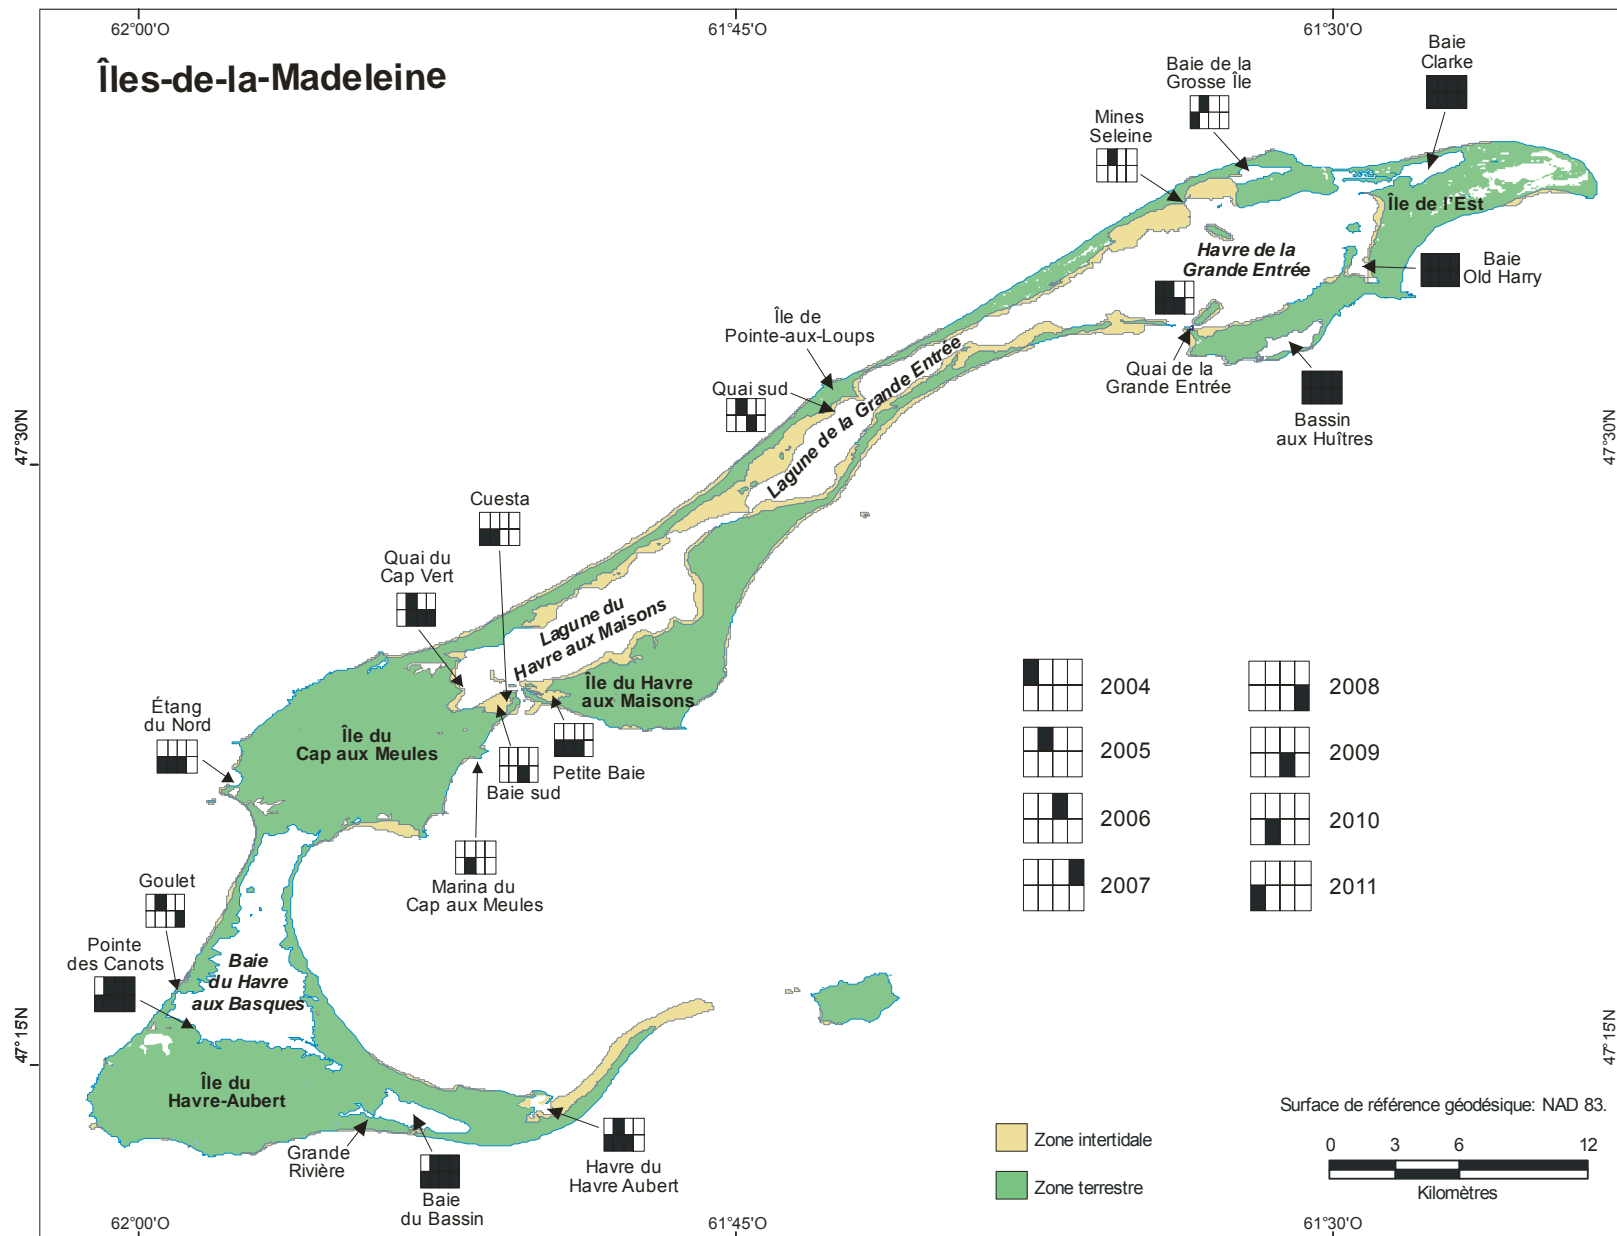 62°00'O
61°45'O
61°30'O
Îles-de-la-Madeleine
Baie
Clarke
Baie de la
Grosse Île
Mines
Seleine
Île de l'Est
Havre de la
Grande Entrée
Baie
Old Harry
Île de
Pointe-aux-Loups
Quai sud
Lagune de la Grande Entrée
Quai de la
Grande Entrée
Bassin
aux Huîtres
47°30'N
47°30'N
Cuesta
Quai du
Cap Vert
Lagune du
Havre aux Maisons
Île du Havre
aux Maisons
Étang
du Nord
Île du
Cap aux Meules
Petite Baie
Baie sud
Marina du
Cap aux Meules
2004
2005
2006
2007
2008
2009
2010
2011
Goulet
Pointe
des Canots
Baie
du Havre
aux Basques
47°15'N
47°15'N
Île du
Havre-Aubert
Grande
Rivière
Baie
du Bassin
Havre du
Havre Aubert
Zone intertidale
Zone terrestre
Surface de référence géodésique: NAD 83.
0 3 6 12
Kilomètres
62°00'O
61°45'O
61°30'O